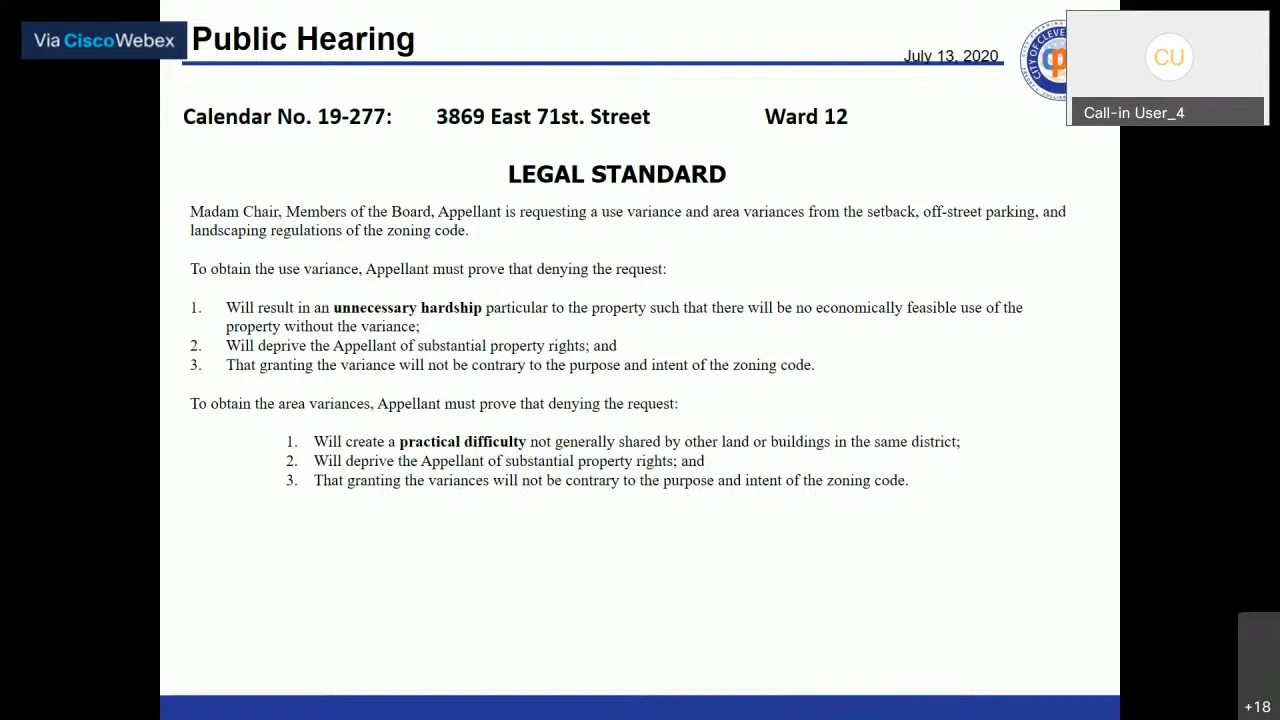 Via CiscoWebex
Public Hearing
July 13, 2020
CU
Call-in User_4
Calendar No. 19-277: 3869 East 71st. Street Ward 12
LEGAL STANDARD
Madam Chair, Members of the Board, Appellant is requesting a use variance and area variances from the setback, off-street parking, and
landscaping regulations of the zoning code.
To obtain the use variance, Appellant must prove that denying the request:
1. Will result in an unnecessary hardship particular to the property such that there will be no economically feasible use of the
property without the variance;
2. Will deprive the Appellant of substantial property rights; and
3. That granting the variance will not be contrary to the purpose and intent of the zoning code.
To obtain the area variances, Appellant must prove that denying the request:
1. Will create a practical difficulty not generally shared by other land or buildings in the same district;
2. Will deprive the Appellant of substantial property rights; and
3. That granting the variances will not be contrary to the purpose and intent of the zoning code.
+18